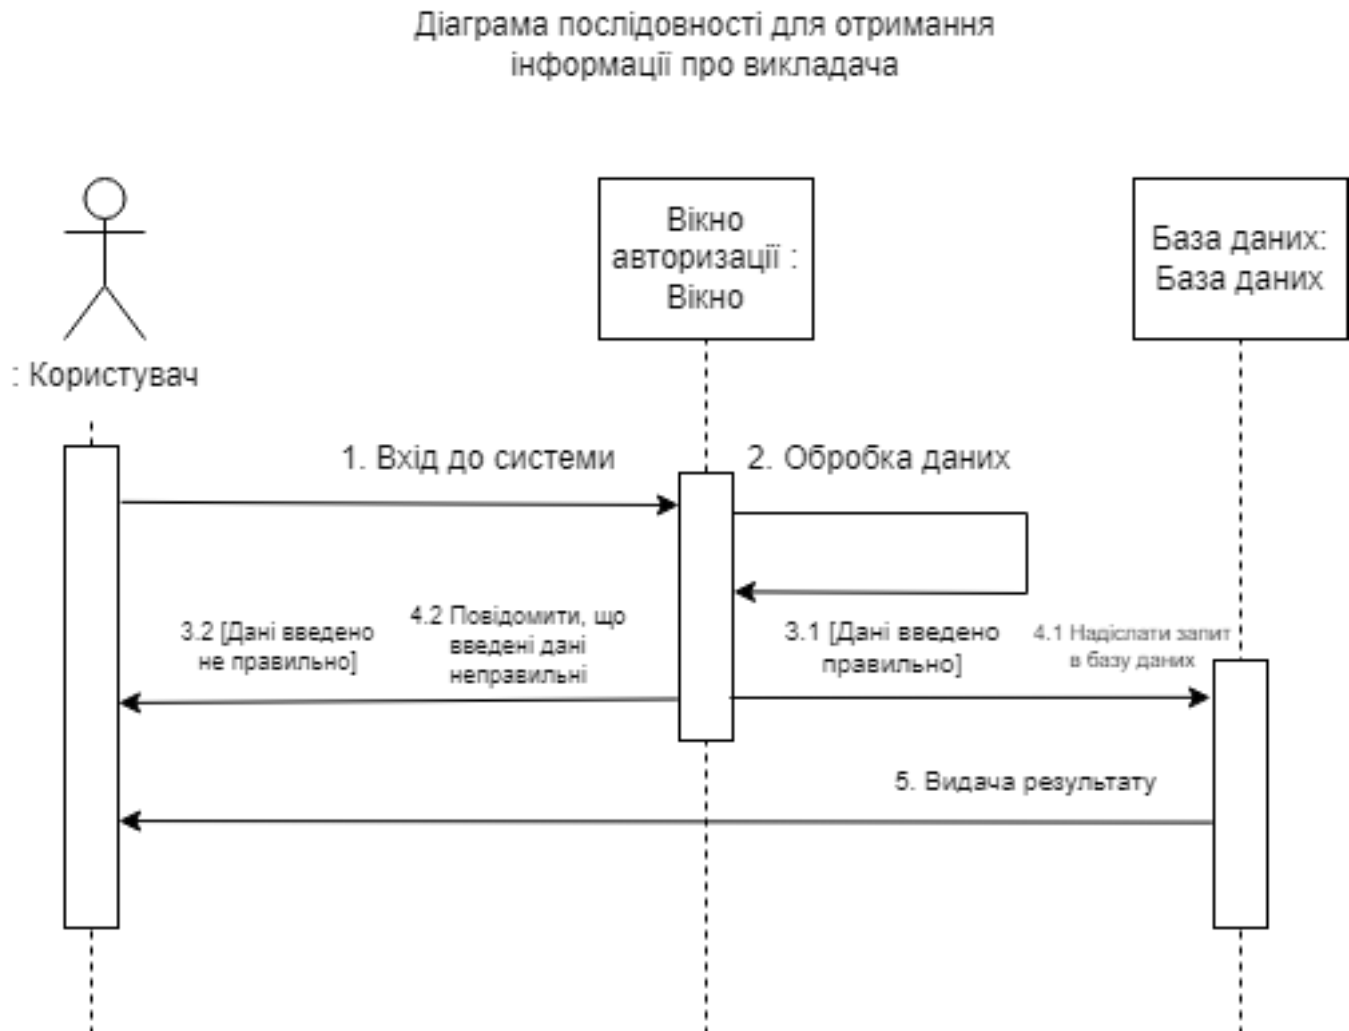 Діаграма послідовності для отримання
інформації про викладача
Вікно
авторизації :
Вікно
База даних:
База даних
: Користувач
1. Вхід до системи
2. Обробка даних
3.2 [Дані введено
не правильно]
4.2 Повідомити, що
введені дані
неправильні
3.1 [Дані введено
правильно]
4.1 Надіслати запит
в базу даних
5. Видача результату